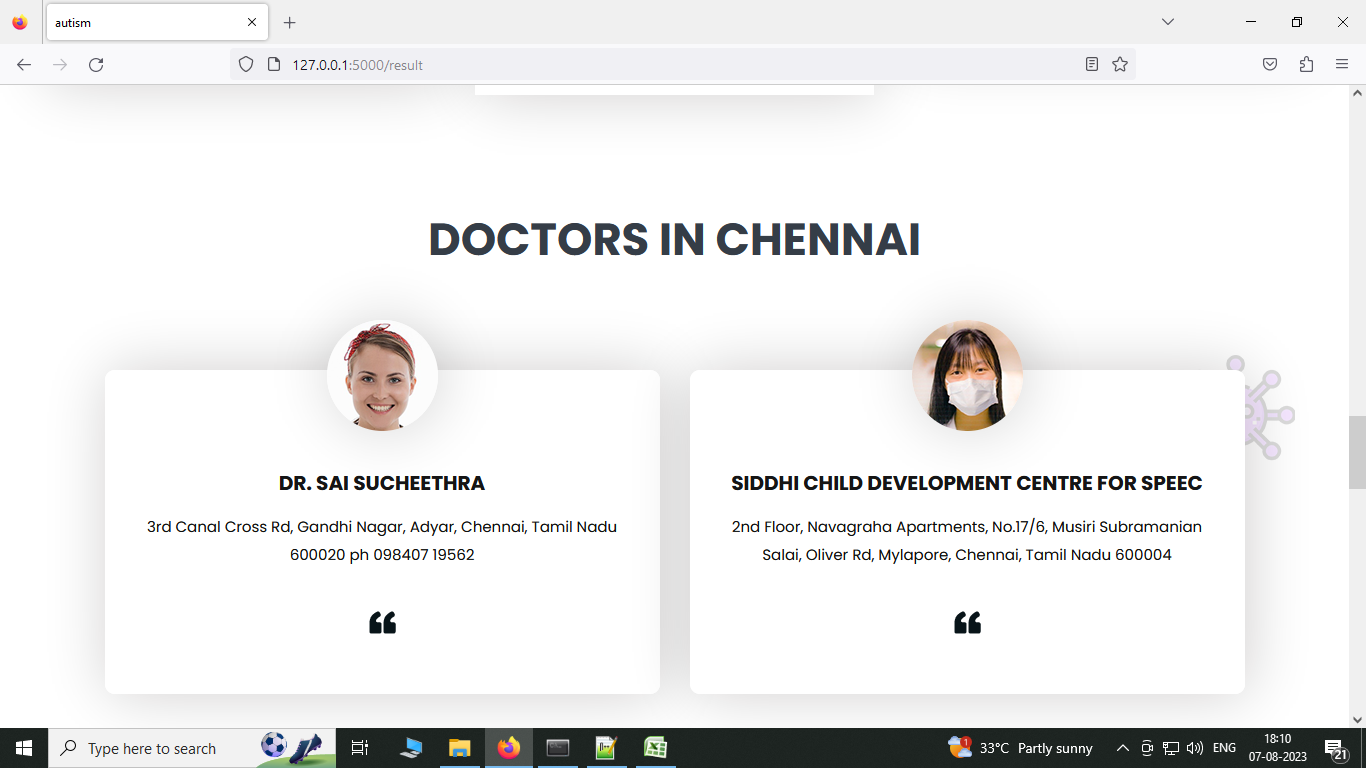 autism
127.0.0.1:5000/result
DOCTORS IN CHENNAI
DR. SAI SUCHEETHRA
3rd Canal Cross Rd, Gandhi Nagar, Adyar, Chennai, Tamil Nadu
600020 ph 098407 19562
SIDDHI CHILD DEVELOPMENT CENTRE FOR SPEEC
2nd Floor, Navagraha Apartments, No.17/6, Musiri Subramanian
Salai, Oliver Rd, Mylapore, Chennai, Tamil Nadu 600004
❝ ❝
Type here to search
1
33°C Partly sunny
ENG
18:10
07-08-2023
21